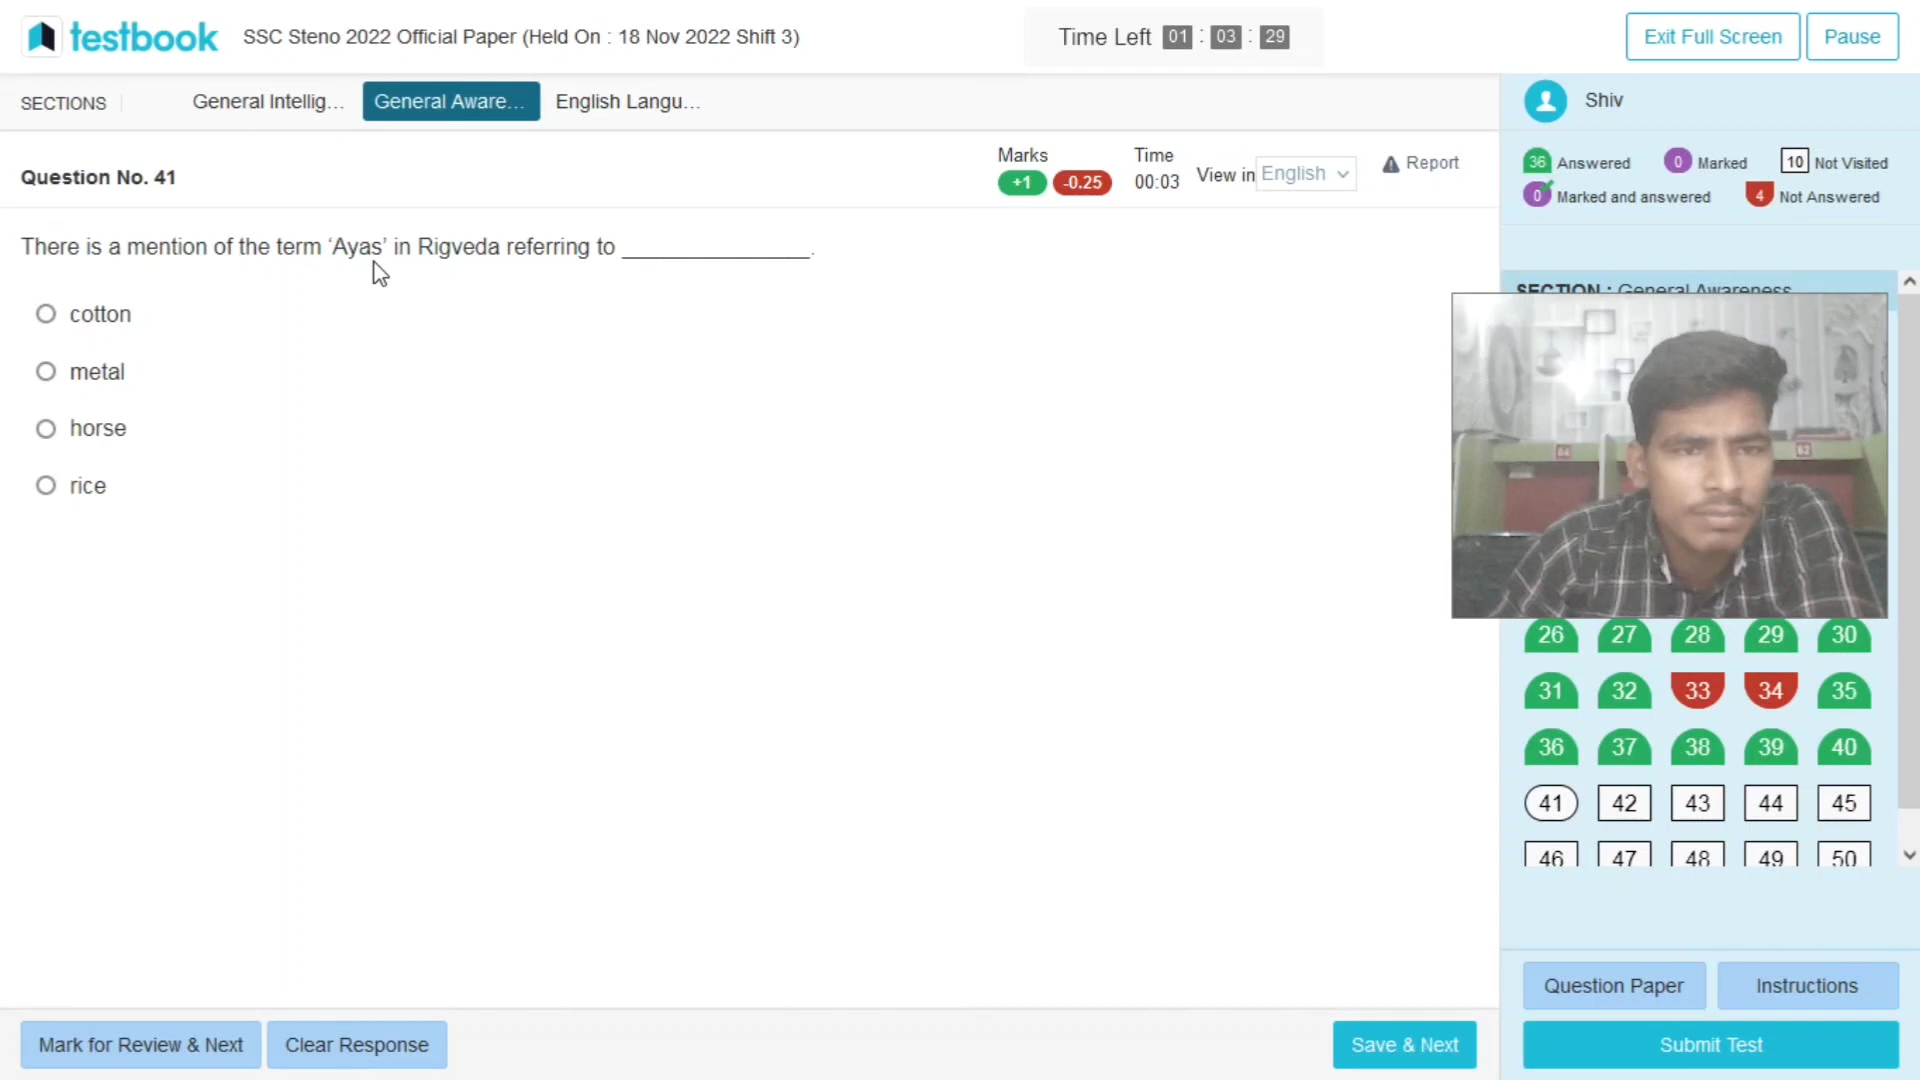 testbook SSC Steno 2022 Official Paper (Held On : 18 Nov 2022 Shift 3) Time Left 01 : 03 : 29 Exit Full Screen Pause
SECTIONS General Intellig... General Aware... English Langu... Shiv
Question No. 41 Marks +1 -0.25 Time 00:03 View in English Report
36 Answered 0 Marked 10 Not Visited
0 Marked and answered 4 Not Answered
There is a mention of the term ‘Ayas’ in Rigveda referring to _______________.
cotton
metal
horse
rice
SECTION : General Awareness
26 27 28 29 30
31 32 33 34 35
36 37 38 39 40
41 42 43 44 45
46 47 48 49 50
Question Paper Instructions
Mark for Review & Next Clear Response Save & Next Submit Test